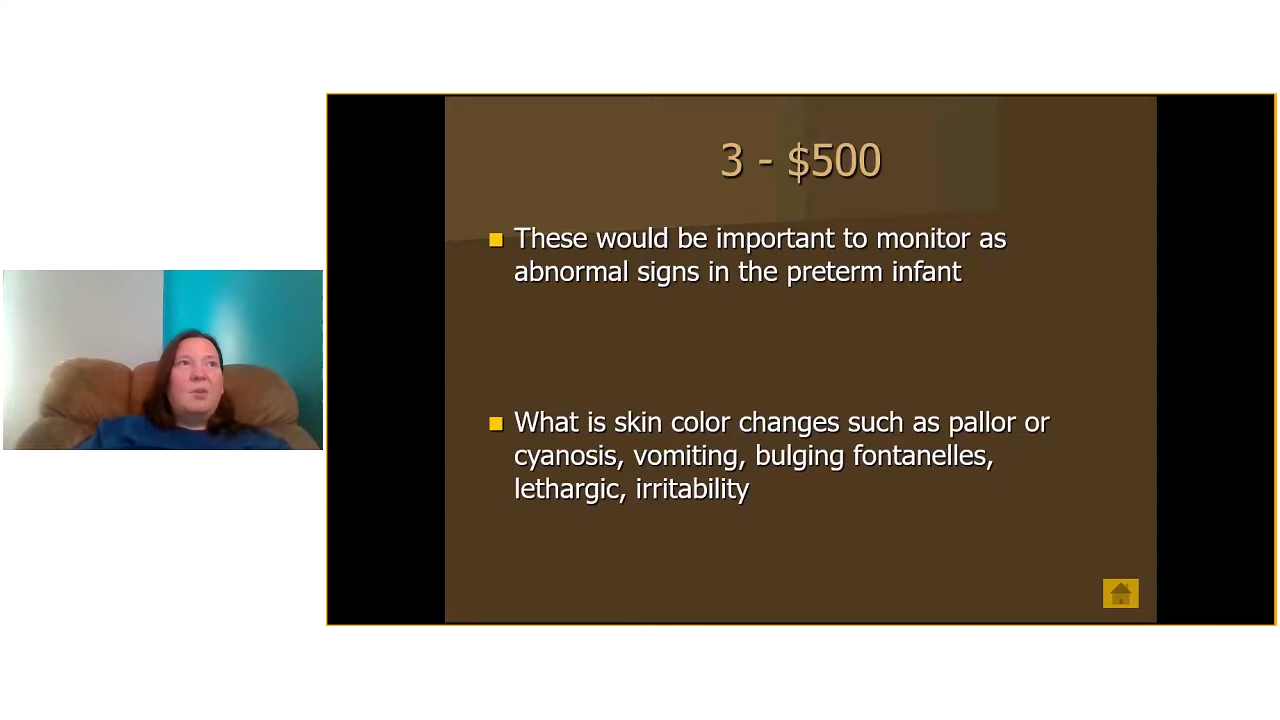 3 - $500
These would be important to monitor as
abnormal signs in the preterm infant
What is skin color changes such as pallor or
cyanosis, vomiting, bulging fontanelles,
lethargic, irritability